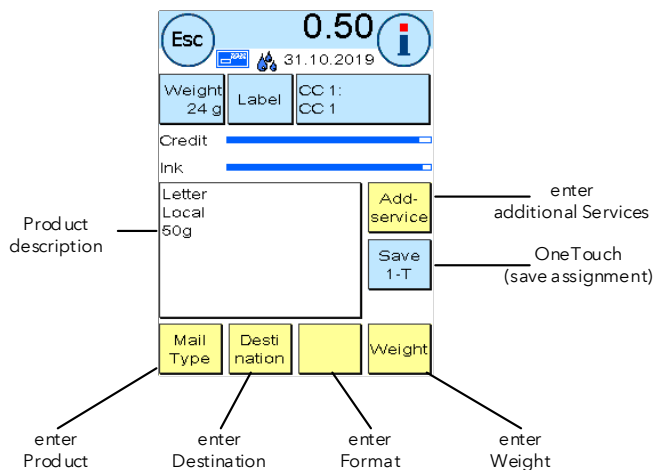 Esc
0.50
i
31.10.2019
Weight
24 g
Label
CC 1:
CC 1
Credit
Ink
Letter
Local
50g
Add-
service
Save
1-T
Mail
Type
Desti
nation
Weight
Product
description
enter
additional Services
OneTouch
(save assignment)
enter
Product
enter
Destination
enter
Format
enter
Weight